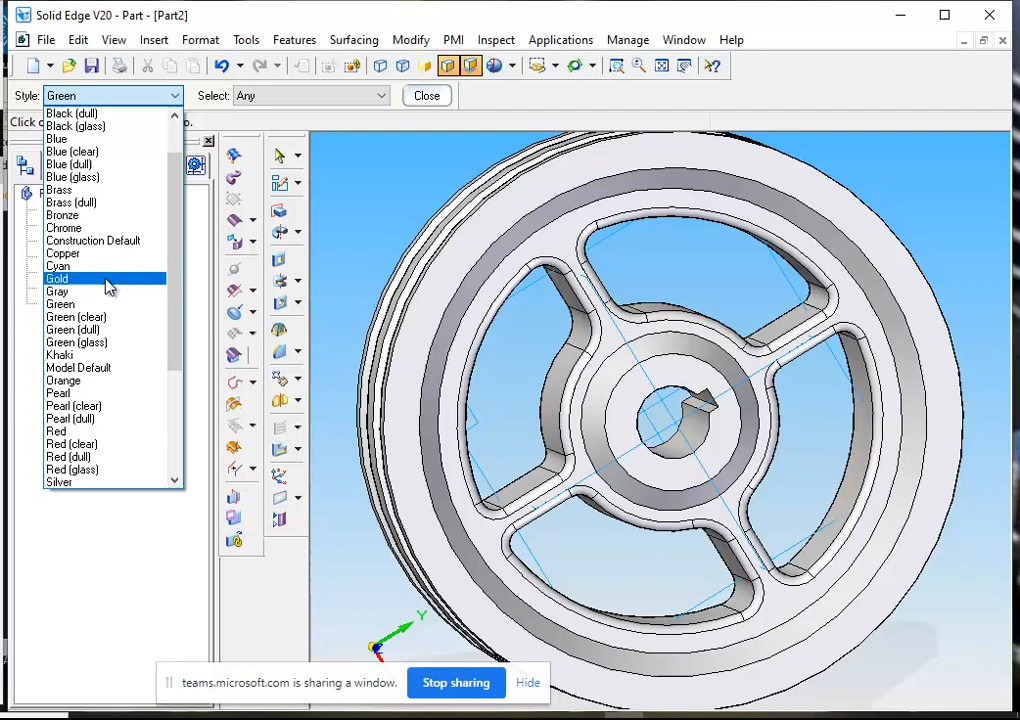 Solid Edge V20 - Part - [Part2]
File Edit View Insert Format Tools Features Surfacing Modify PMI Inspect Applications Manage Window Help
Style: Green Select: Any Close
Black (dull)
Black (glass)
Blue
Blue (clear)
Blue (dull)
Blue (glass)
Brass
Brass (dull)
Bronze
Chrome
Construction Default
Copper
Cyan
Gold
Gray
Green
Green (clear)
Green (dull)
Green (glass)
Khaki
Model Default
Orange
Pearl
Pearl (clear)
Pearl (dull)
Red
Red (clear)
Red (dull)
Red (glass)
Silver
Y
teams.microsoft.com is sharing a window. Stop sharing Hide